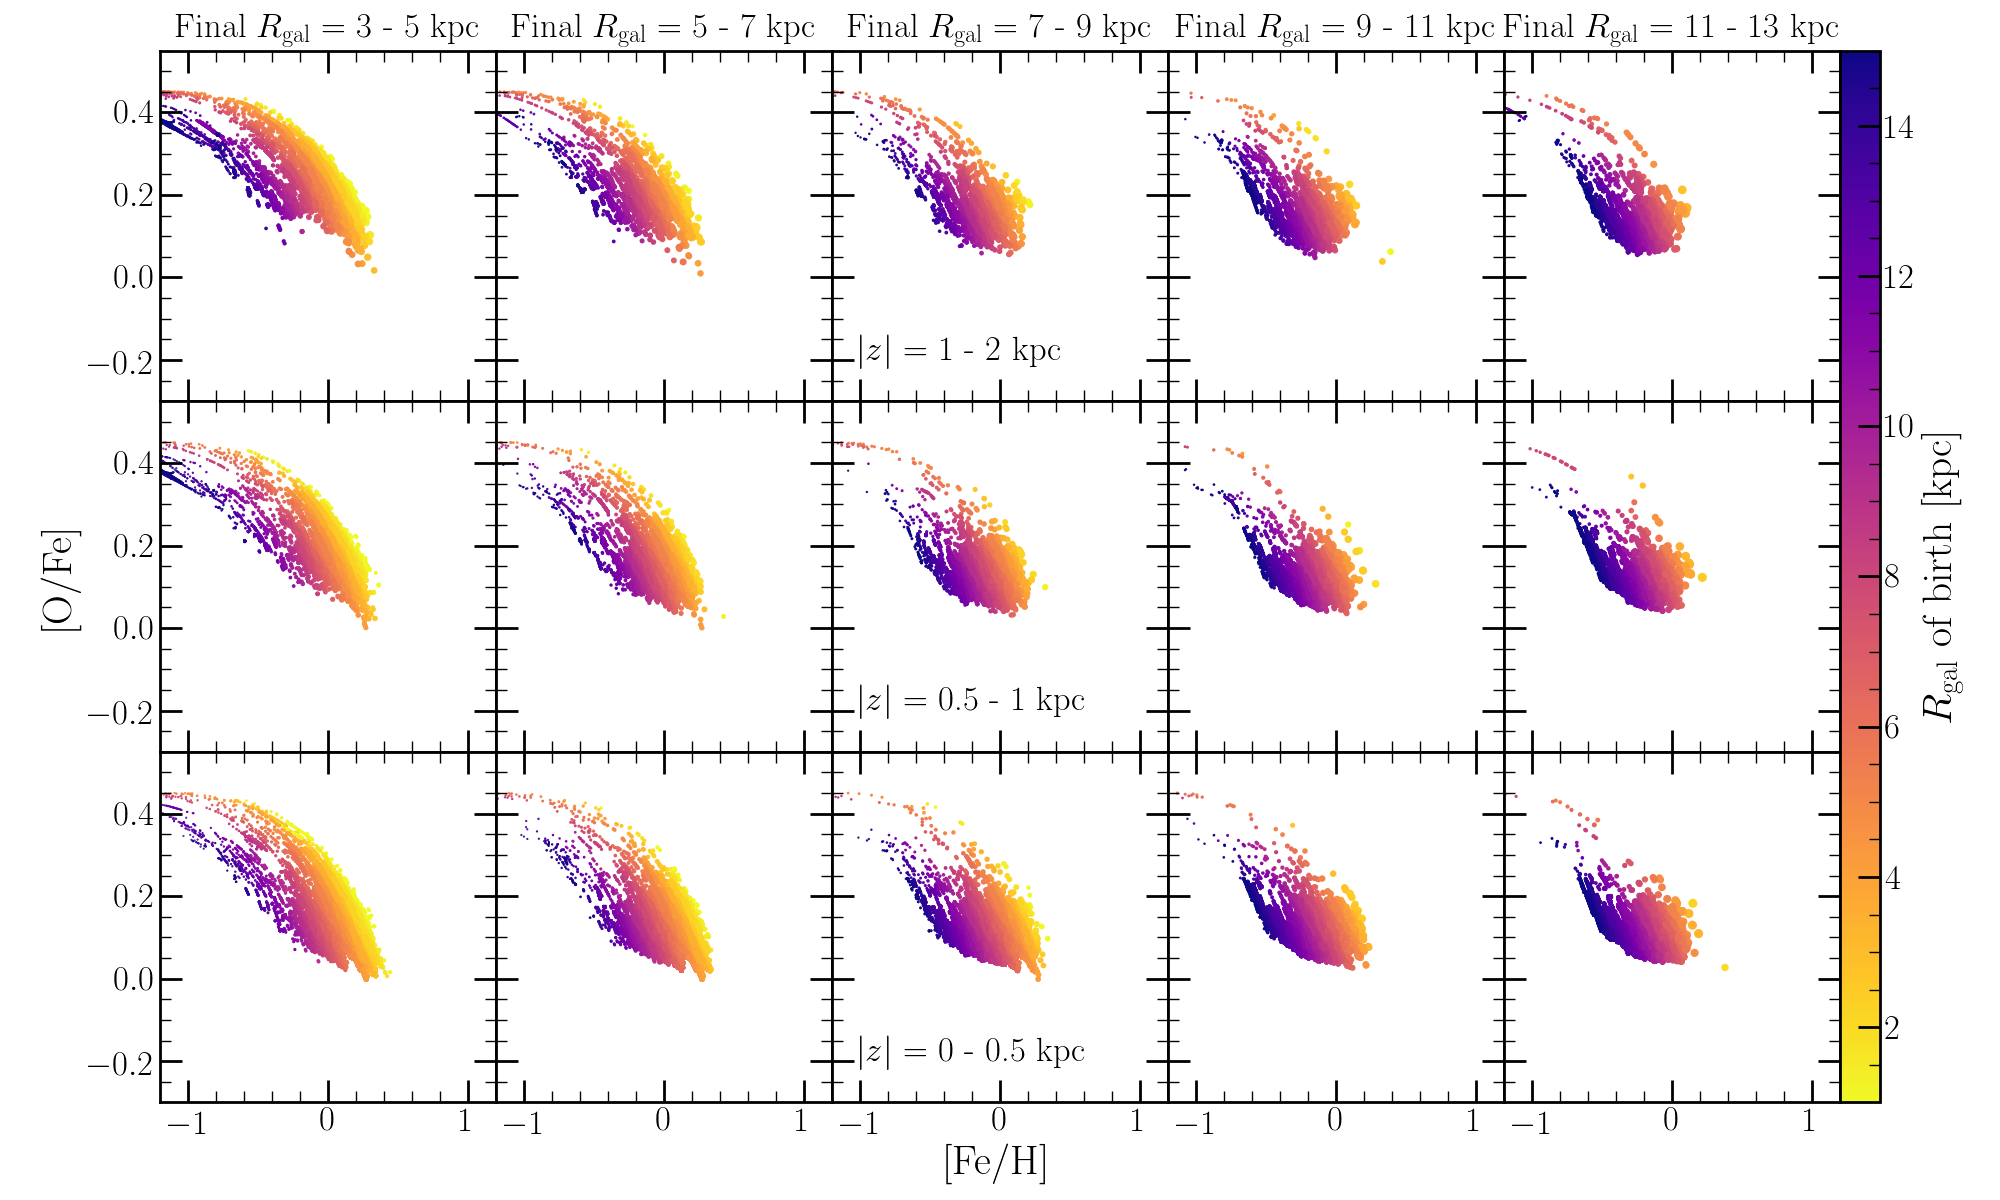 Final R_gal = 3 - 5 kpc
Final R_gal = 5 - 7 kpc
Final R_gal = 7 - 9 kpc
Final R_gal = 9 - 11 kpc
Final R_gal = 11 - 13 kpc
0.4
0.2
0.0
−0.2
|z| = 1 - 2 kpc
0.4
0.2
0.0
−0.2
|z| = 0.5 - 1 kpc
0.4
0.2
0.0
−0.2
|z| = 0 - 0.5 kpc
[O/Fe]
−1 0 1
−1 0 1
−1 0 1
−1 0 1
−1 0 1
[Fe/H]
14
12
10
8
6
4
2
R_gal of birth [kpc]